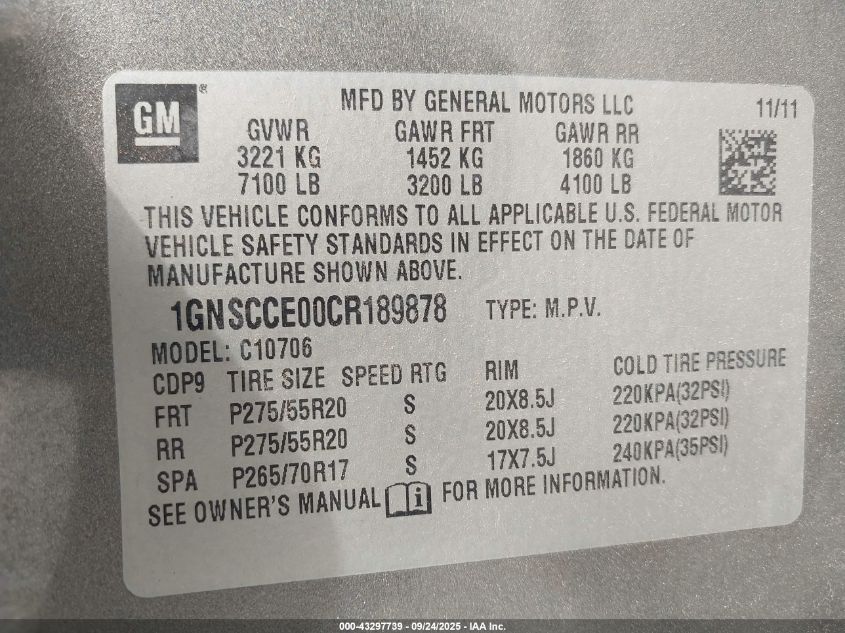 GM ®
MFD BY GENERAL MOTORS LLC 11/11
GVWR GAWR FRT GAWR RR
3221 KG 1452 KG 1860 KG
7100 LB 3200 LB 4100 LB
THIS VEHICLE CONFORMS TO ALL APPLICABLE U.S. FEDERAL MOTOR
VEHICLE SAFETY STANDARDS IN EFFECT ON THE DATE OF
MANUFACTURE SHOWN ABOVE.
1GNSCCE00CR189878 TYPE: M.P.V.
MODEL: C10706
CDP9 TIRE SIZE SPEED RTG RIM COLD TIRE PRESSURE
FRT P275/55R20 S 20X8.5J 220KPA(32PSI)
RR P275/55R20 S 20X8.5J 220KPA(32PSI)
SPA P265/70R17 S 17X7.5J 240KPA(35PSI)
SEE OWNER'S MANUAL i FOR MORE INFORMATION.
000-43297739 - 09/24/2025 - IAA Inc.